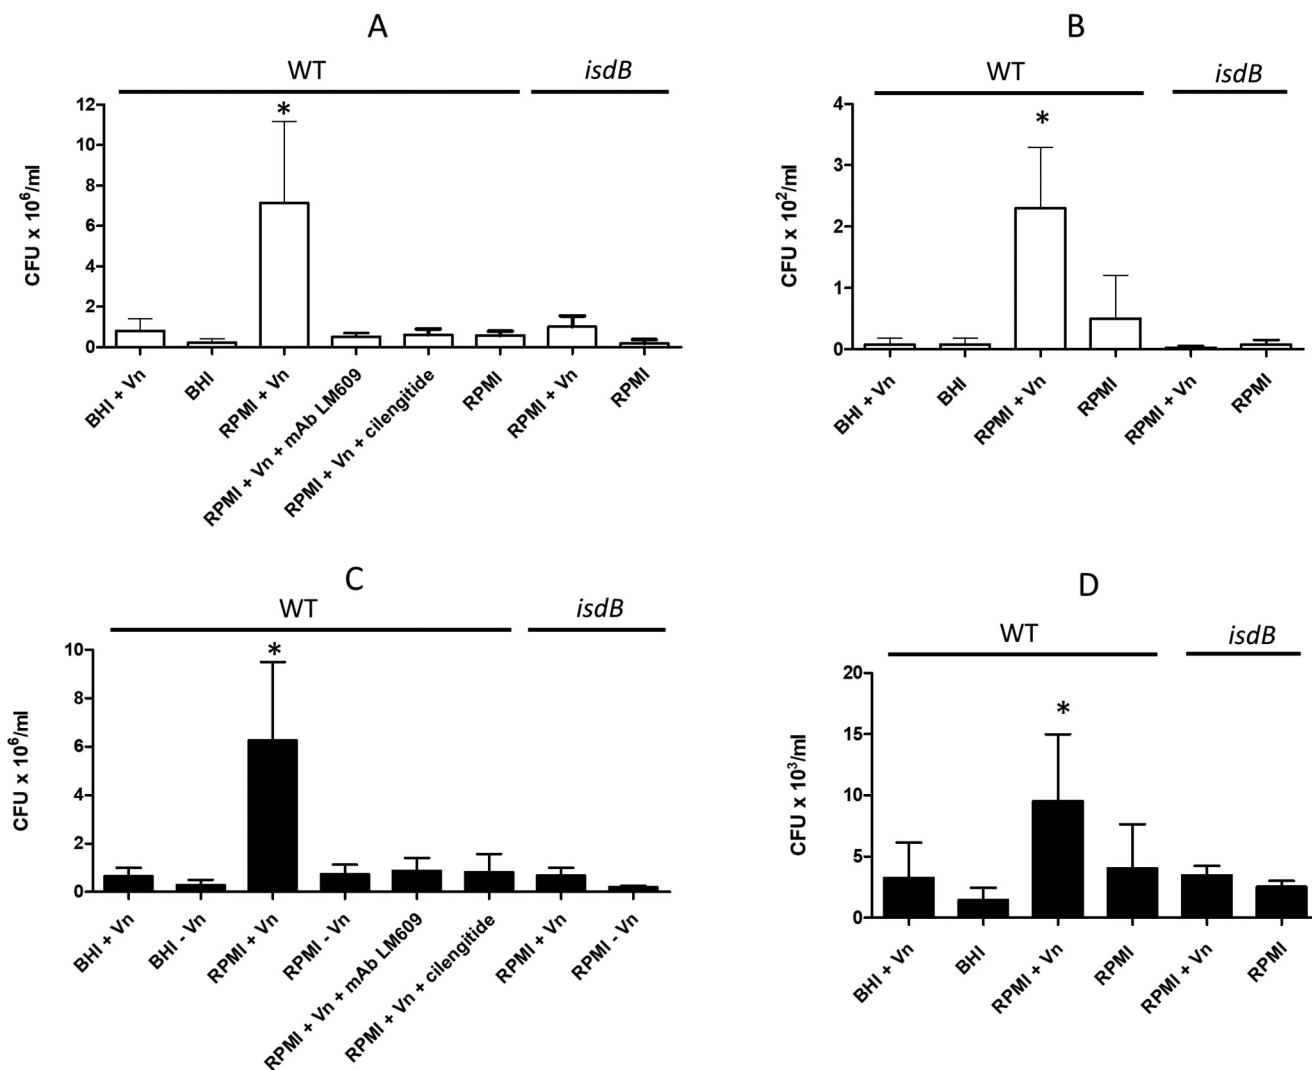 A
WT
isdB
CFU x 10⁶/ml
12
10
8
6
4
2
0
*
BHI + Vn
BHI
RPMI + Vn
RPMI + Vn + mAb LM609
RPMI + Vn + cilengitide
RPMI
RPMI + Vn
RPMI
B
WT
isdB
CFU x 10²/ml
4
3
2
1
0
*
BHI + Vn
BHI
RPMI + Vn
RPMI
RPMI + Vn
RPMI
C
WT
isdB
CFU x 10⁶/ml
10
8
6
4
2
0
*
BHI + Vn
BHI - Vn
RPMI + Vn
RPMI - Vn
RPMI + Vn + mAb LM609
RPMI + Vn + cilengitide
RPMI + Vn
RPMI - Vn
D
WT
isdB
CFU x 10³/ml
20
15
10
5
0
*
BHI + Vn
BHI
RPMI + Vn
RPMI
RPMI + Vn
RPMI